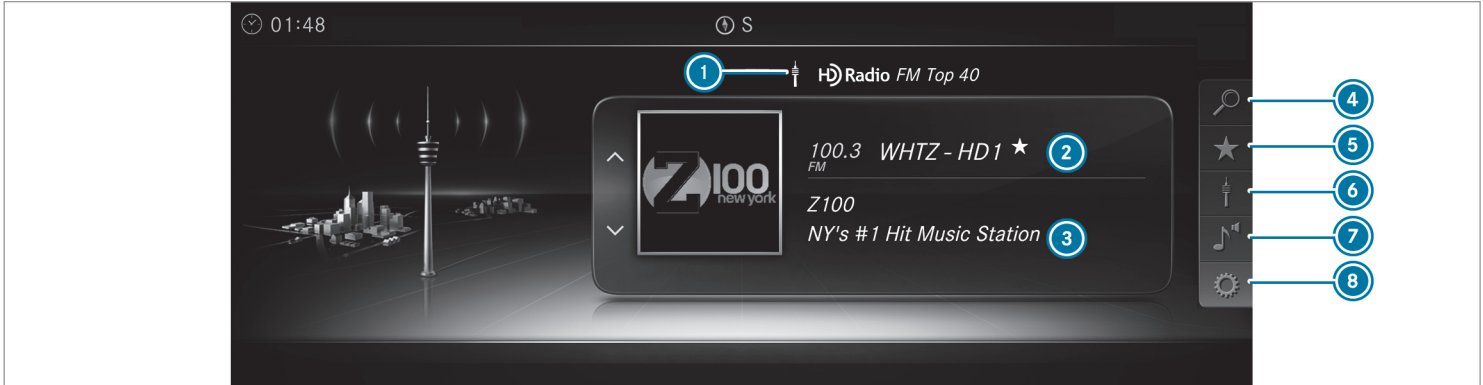 01:48
S
1
HD Radio FM Top 40
4
100.3 WHTZ - HD1 ★ 2
FM
5
Z100
new york
6
Z100
NY's #1 Hit Music Station 3
7
8